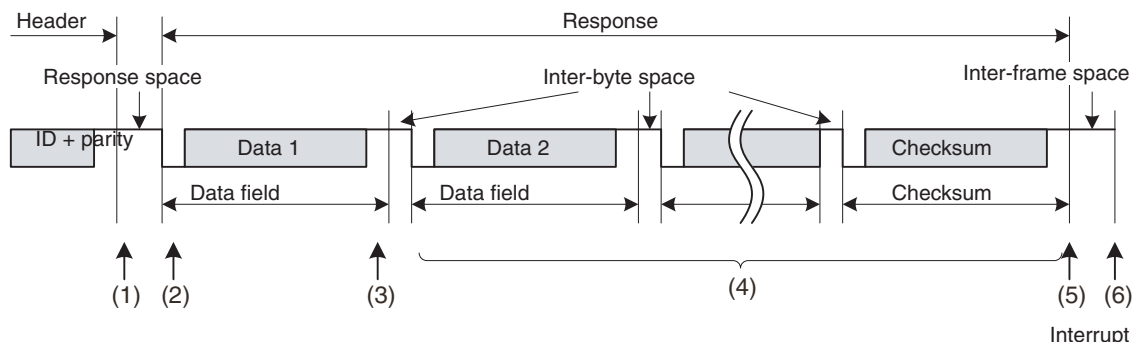 Header
Response
Response space
Inter-byte space
Inter-frame space
ID + parity
Data 1
Data 2
Checksum
Data field
Data field
Checksum
(1)
(2)
(3)
(4)
(5)
(6)
Interrupt